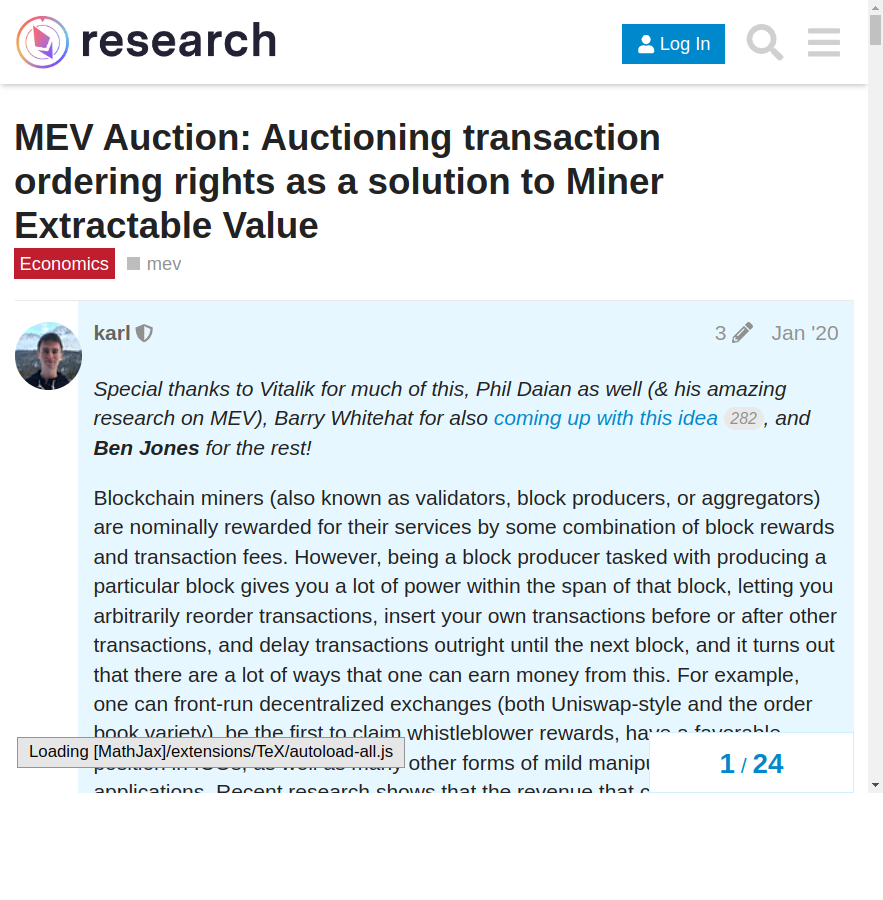 research
Log In
MEV Auction: Auctioning transaction
ordering rights as a solution to Miner
Extractable Value
Economics mev
karl 3 Jan '20
Special thanks to Vitalik for much of this, Phil Daian as well (& his amazing
research on MEV), Barry Whitehat for also coming up with this idea 282 , and
Ben Jones for the rest!
Blockchain miners (also known as validators, block producers, or aggregators)
are nominally rewarded for their services by some combination of block rewards
and transaction fees. However, being a block producer tasked with producing a
particular block gives you a lot of power within the span of that block, letting you
arbitrarily reorder transactions, insert your own transactions before or after other
transactions, and delay transactions outright until the next block, and it turns out
that there are a lot of ways that one can earn money from this. For example,
one can front-run decentralized exchanges (both Uniswap-style and the order
book variety), be the first to claim whistleblower rewards, have a favorable
Loading [MathJax]/extensions/TeX/autoload-all.js
position in ICOs, as well as many other forms of mild
1 / 24
applications. Recent research shows that the revenue that